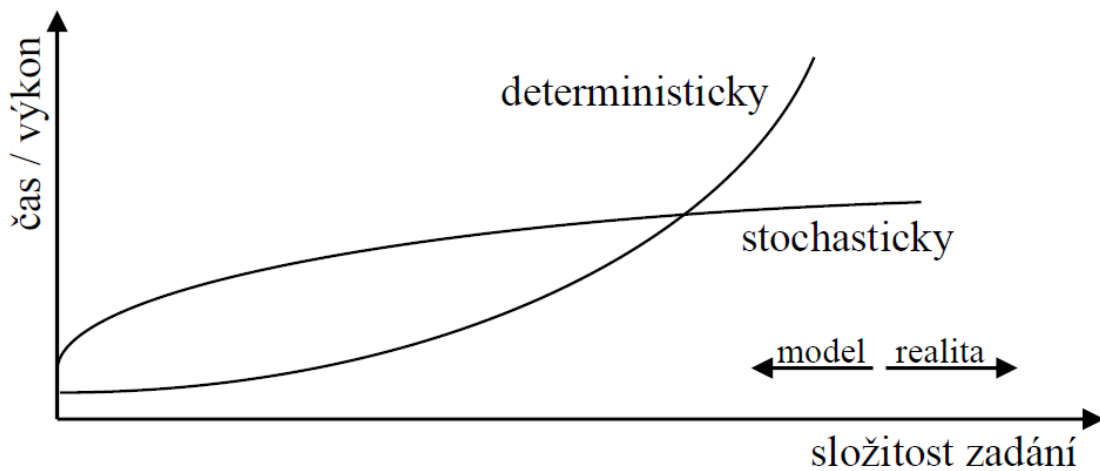 čas / výkon
deterministicky
stochasticky
model
realita
složitost zadání